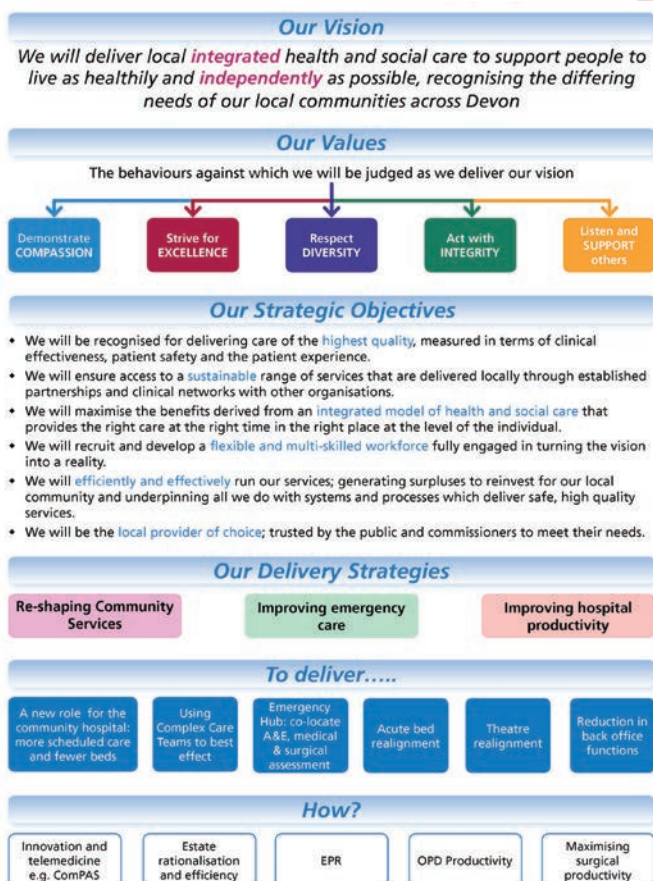 Our Vision
We will deliver local integrated health and social care to support people to
live as healthily and independently as possible, recognising the differing
needs of our local communities across Devon
Our Values
The behaviours against which we will be judged as we deliver our vision
Demonstrate
COMPASSION
Strive for
EXCELLENCE
Respect
DIVERSITY
Act with
INTEGRITY
Listen and
SUPPORT
others
Our Strategic Objectives
• We will be recognised for delivering care of the highest quality, measured in terms of clinical
effectiveness, patient safety and the patient experience.
• We will ensure access to a sustainable range of services that are delivered locally through established
partnerships and clinical networks with other organisations.
• We will maximise the benefits derived from an integrated model of health and social care that
provides the right care at the right time in the right place at the level of the individual.
• We will recruit and develop a flexible and multi-skilled workforce fully engaged in turning the vision
into a reality.
• We will efficiently and effectively run our services; generating surpluses to reinvest for our local
community and underpinning all we do with systems and processes which deliver safe, high quality
services.
• We will be the local provider of choice; trusted by the public and commissioners to meet their needs.
Our Delivery Strategies
Re-shaping Community
Services
Improving emergency
care
Improving hospital
productivity
To deliver.....
A new role for the
community hospital:
more scheduled care
and fewer beds
Using
Complex Care
Teams to best
effect
Emergency
Hub: co-locate
A&E, medical
& surgical
assessment
Acute bed
realignment
Theatre
realignment
Reduction in
back office
functions
How?
Innovation and
telemedicine
e.g. ComPAS
Estate
rationalisation
and efficiency
EPR
OPD Productivity
Maximising
surgical
productivity